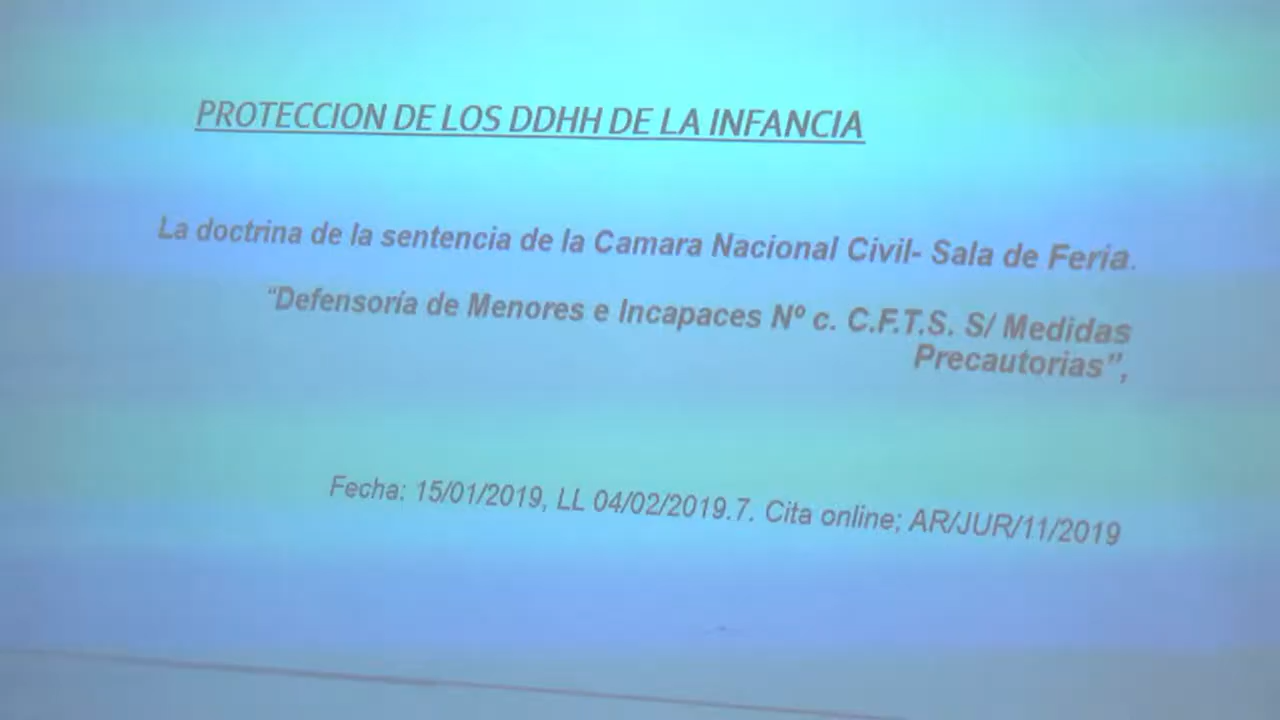 PROTECCION DE LOS DDHH DE LA INFANCIA
La doctrina de la sentencia de la Camara Nacional Civil- Sala de Feria.
"Defensoría de Menores e Incapaces Nº c. C.F.T.S. S/ Medidas
Precautorias",
Fecha: 15/01/2019, LL 04/02/2019.7. Cita online; AR/JUR/11/2019